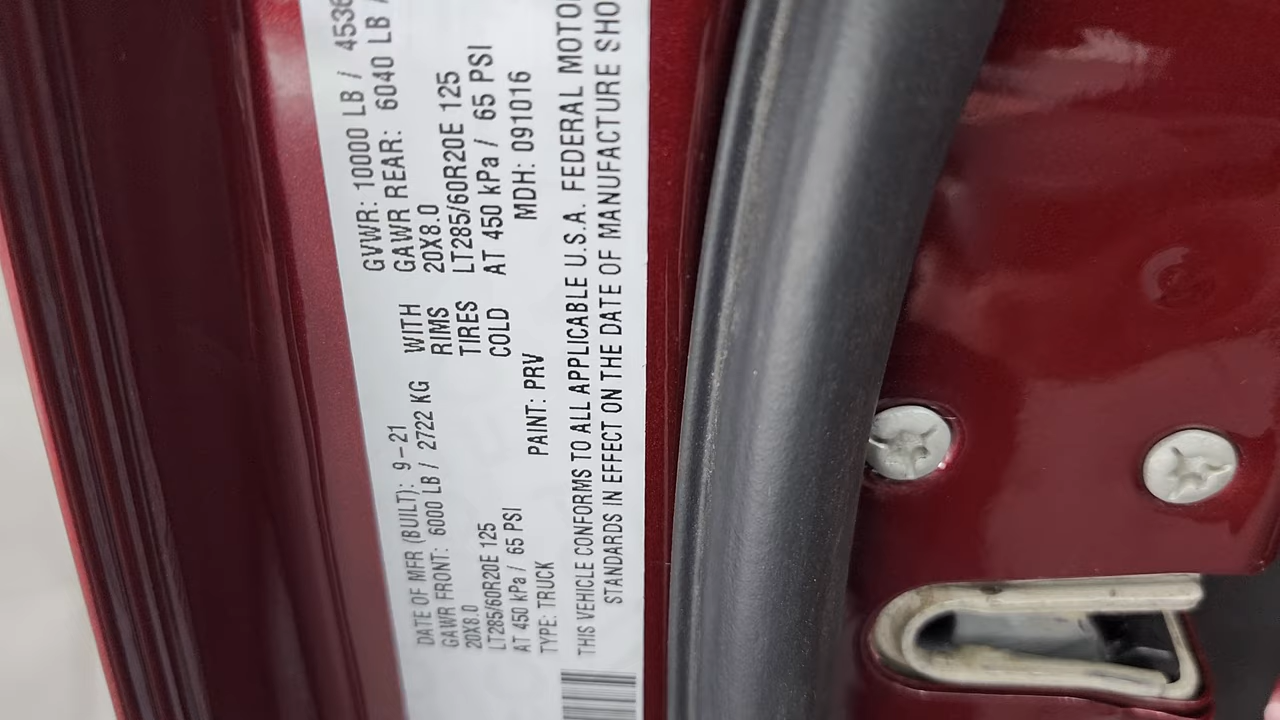 DATE OF MFR (BUILT): 9-21 GVWR: 10000 LB /
GAWR FRONT: 6000 LB / 2722 KG WITH GAWR REAR: 6040 LB /
20X8.0 RIMS 20X8.0
LT285/60R20E 125 TIRES LT285/60R20E 125
AT 450 kPa / 65 PSI COLD AT 450 kPa / 65 PSI
TYPE: TRUCK PAINT: PRV MDH: 091016
THIS VEHICLE CONFORMS TO ALL APPLICABLE U.S.A. FEDERAL
STANDARDS IN EFFECT ON THE DATE OF MANUFACTURE